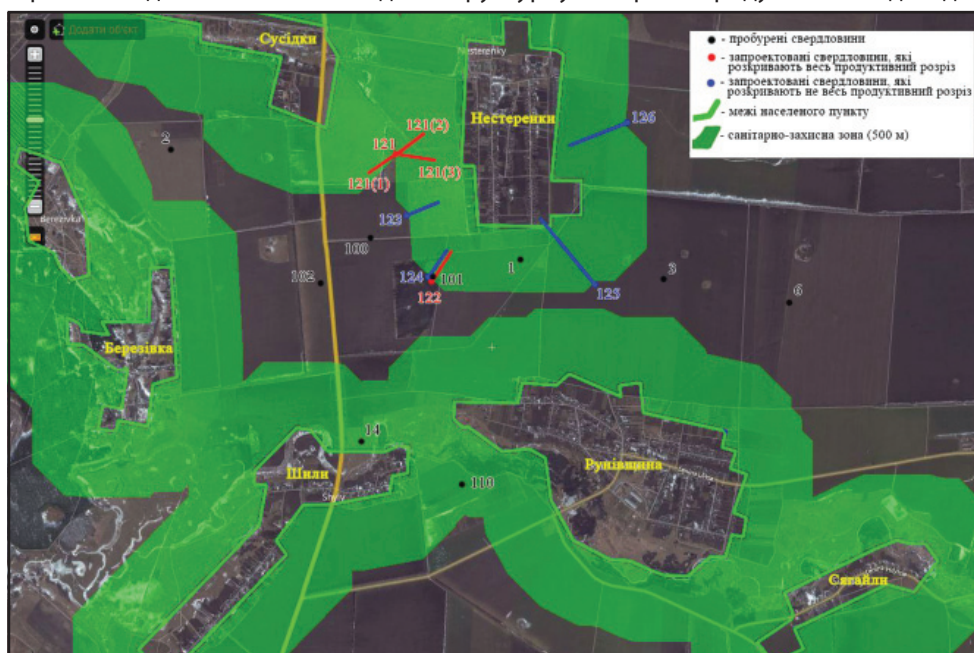 Додати об'єкт
Сусідки
Nesterenky
- пробурені свердловини
- запроектовані свердловини, які
розкривають весь продуктивний розріз
- запроектовані свердловини, які
розкривають не весь продуктивний розріз
- межі населеного пункту
- санітарно-захисна зона (500 м)
Нестеренки
126
121(2)
121
2
121(3)
121(1)
Berezivka
123
100
1
102
124
101
122
3
125
6
Березівка
14
Шили
Рунівщина
Shyly
110
Сягайли